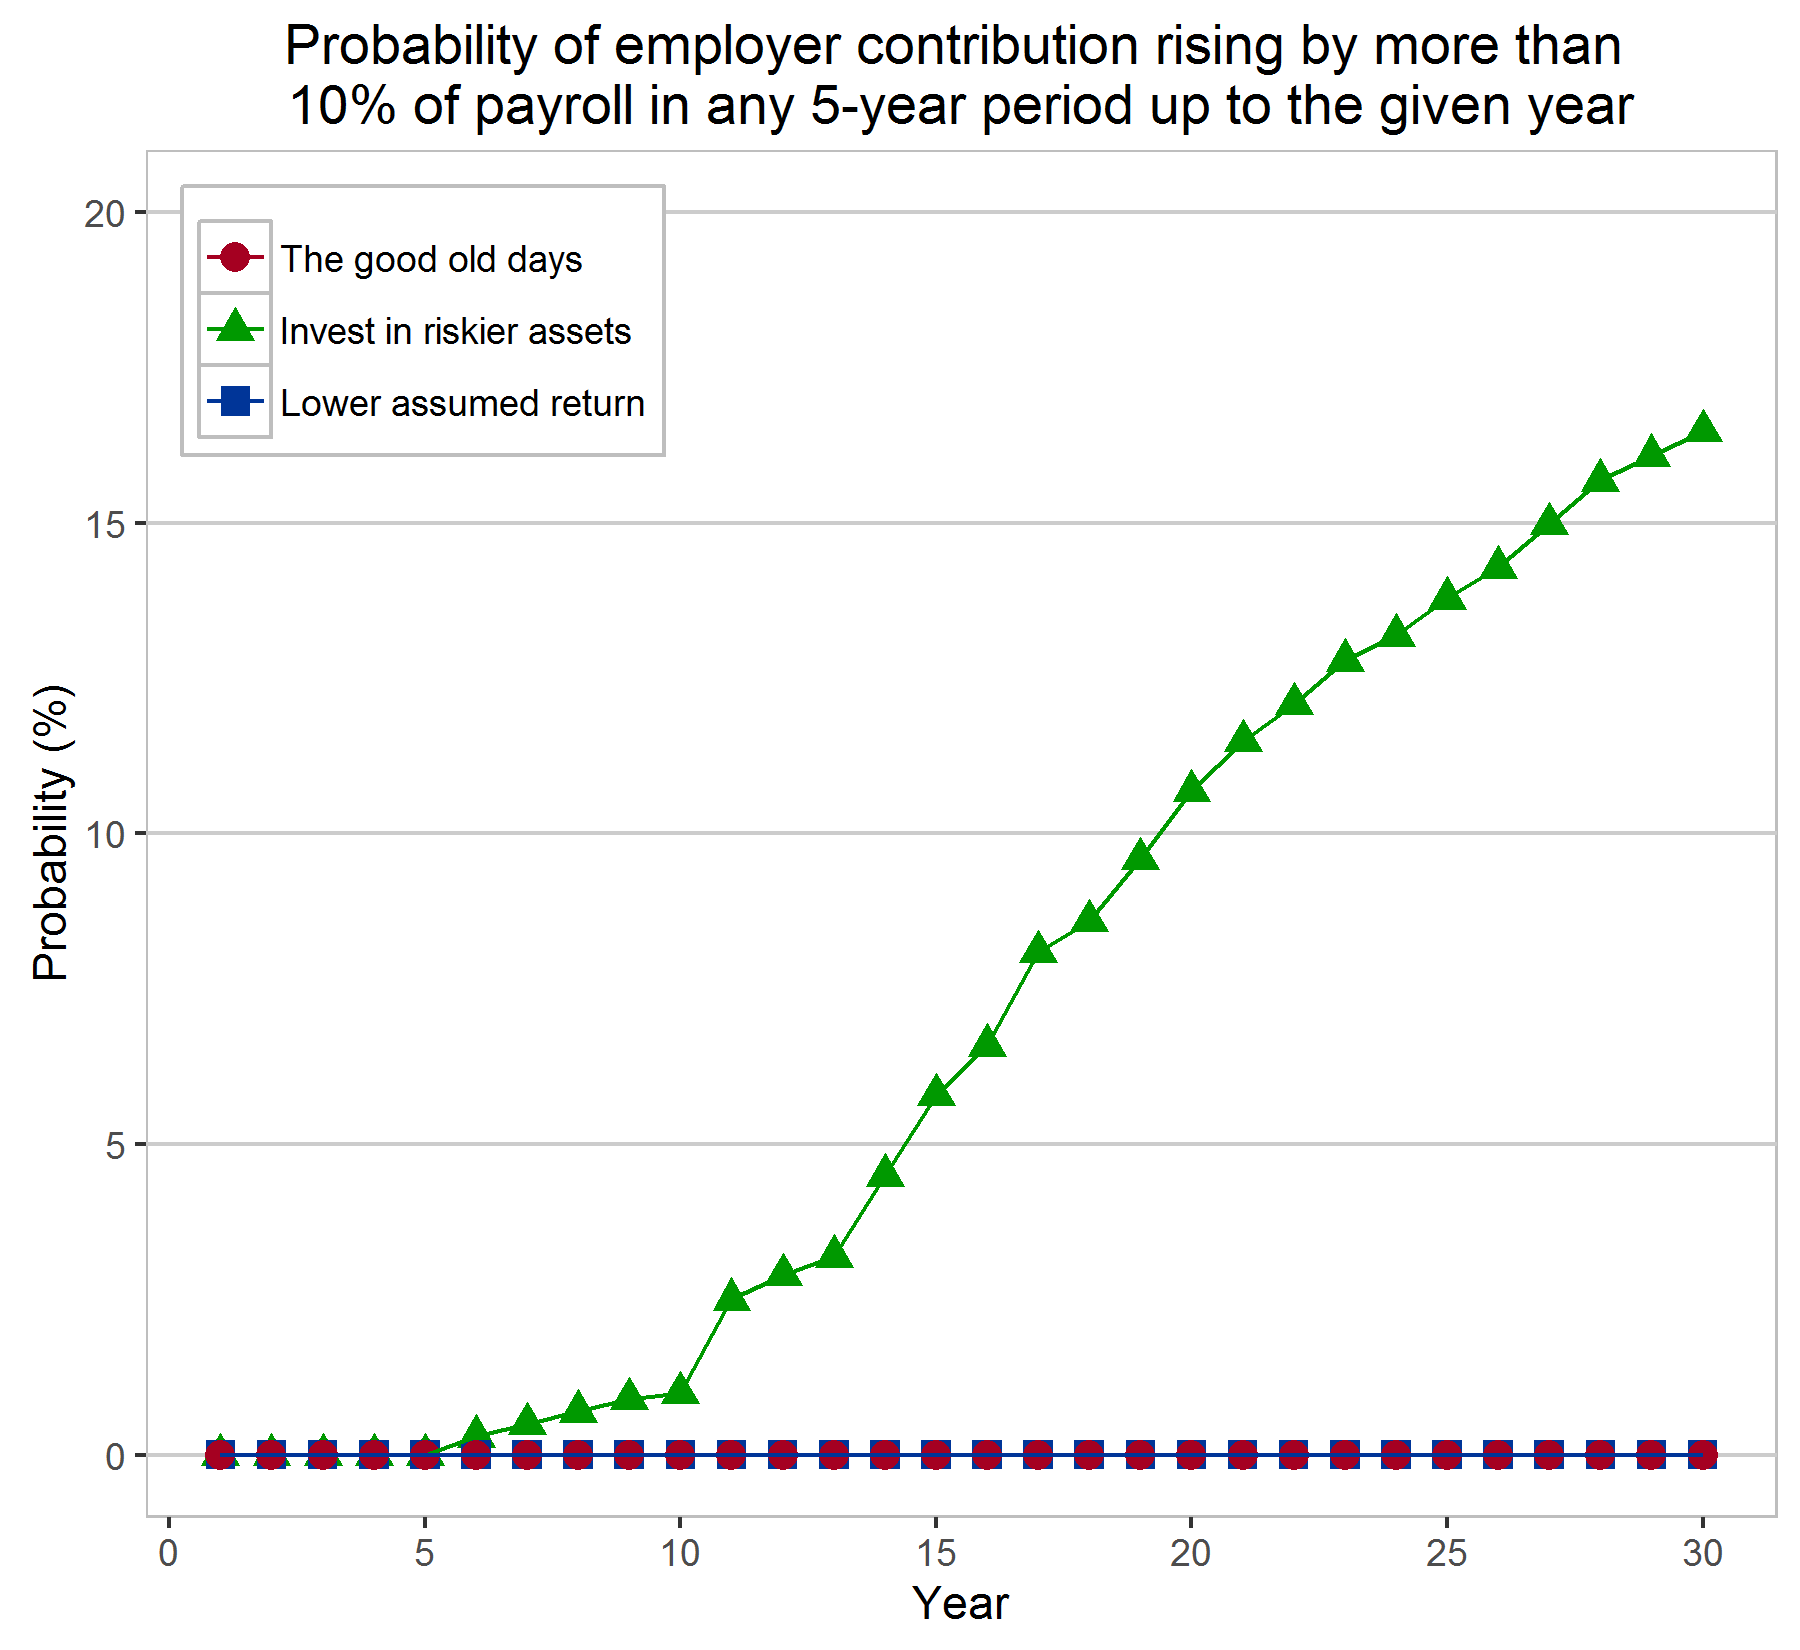 Probability of employer contribution rising by more than
10% of payroll in any 5-year period up to the given year
The good old days
Invest in riskier assets
Lower assumed return
Probability (%)
20
15
10
5
0
0 5 10 15 20 25 30
Year